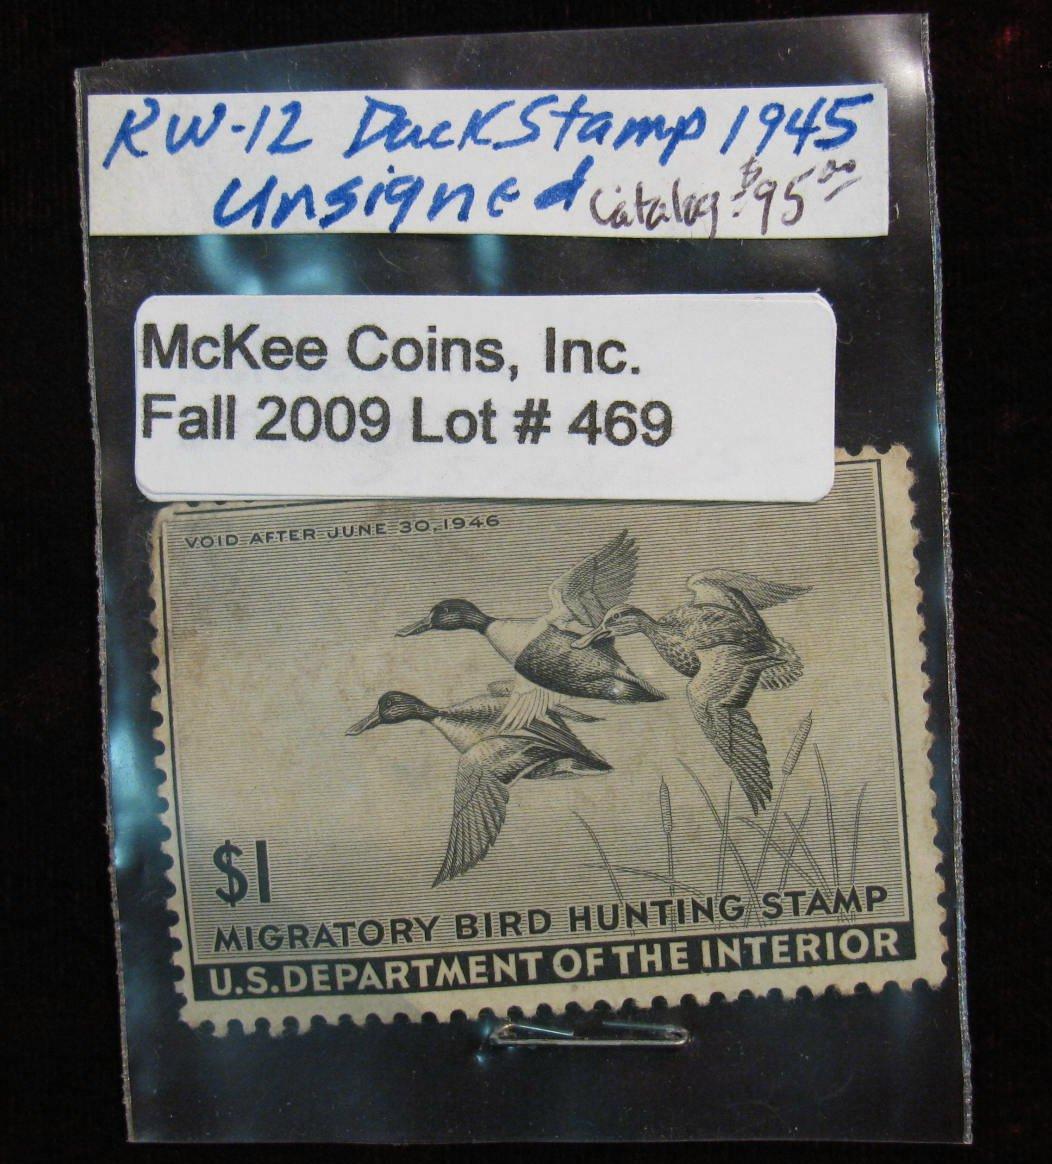 RW-12 Duck Stamp 1945
Unsigned Catalog $95.00
McKee Coins, Inc.
Fall 2009 Lot # 469
VOID AFTER JUNE 30, 1946
$1
MIGRATORY BIRD HUNTING STAMP
U.S. DEPARTMENT OF THE INTERIOR